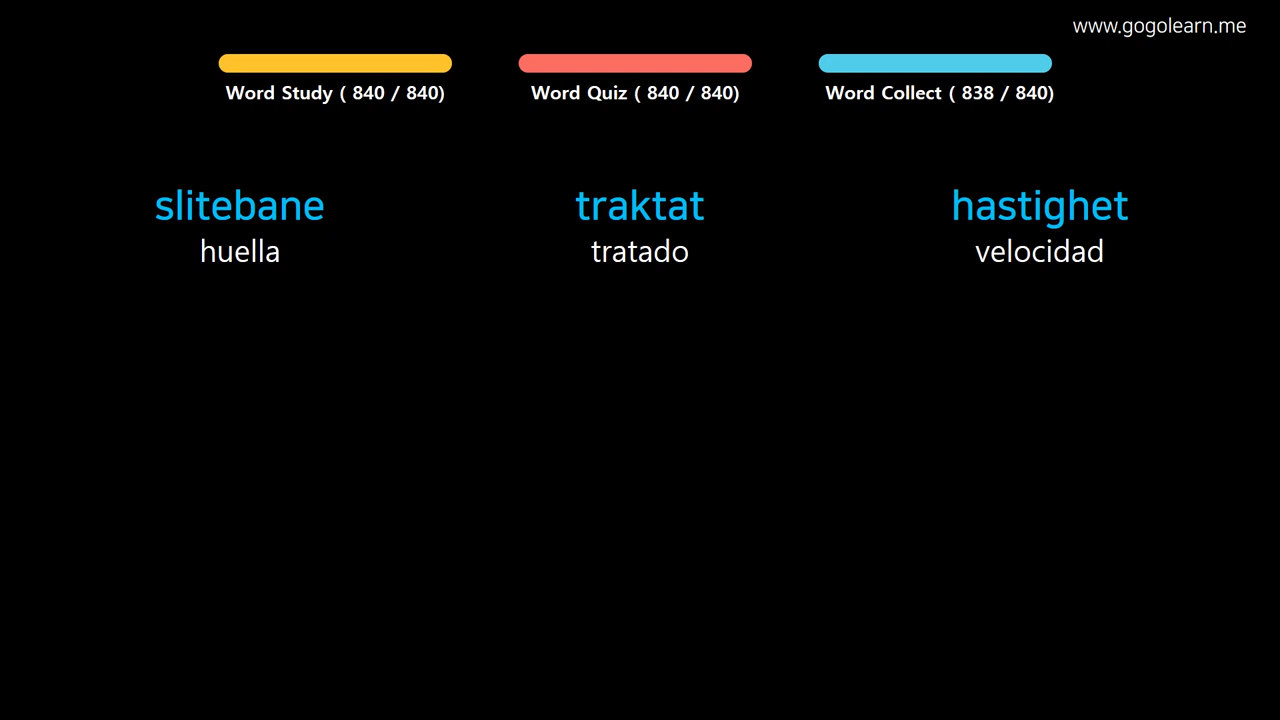 www.gogolearn.me
Word Study ( 840 / 840)
Word Quiz ( 840 / 840)
Word Collect ( 838 / 840)
slitebane
huella
traktat
tratado
hastighet
velocidad